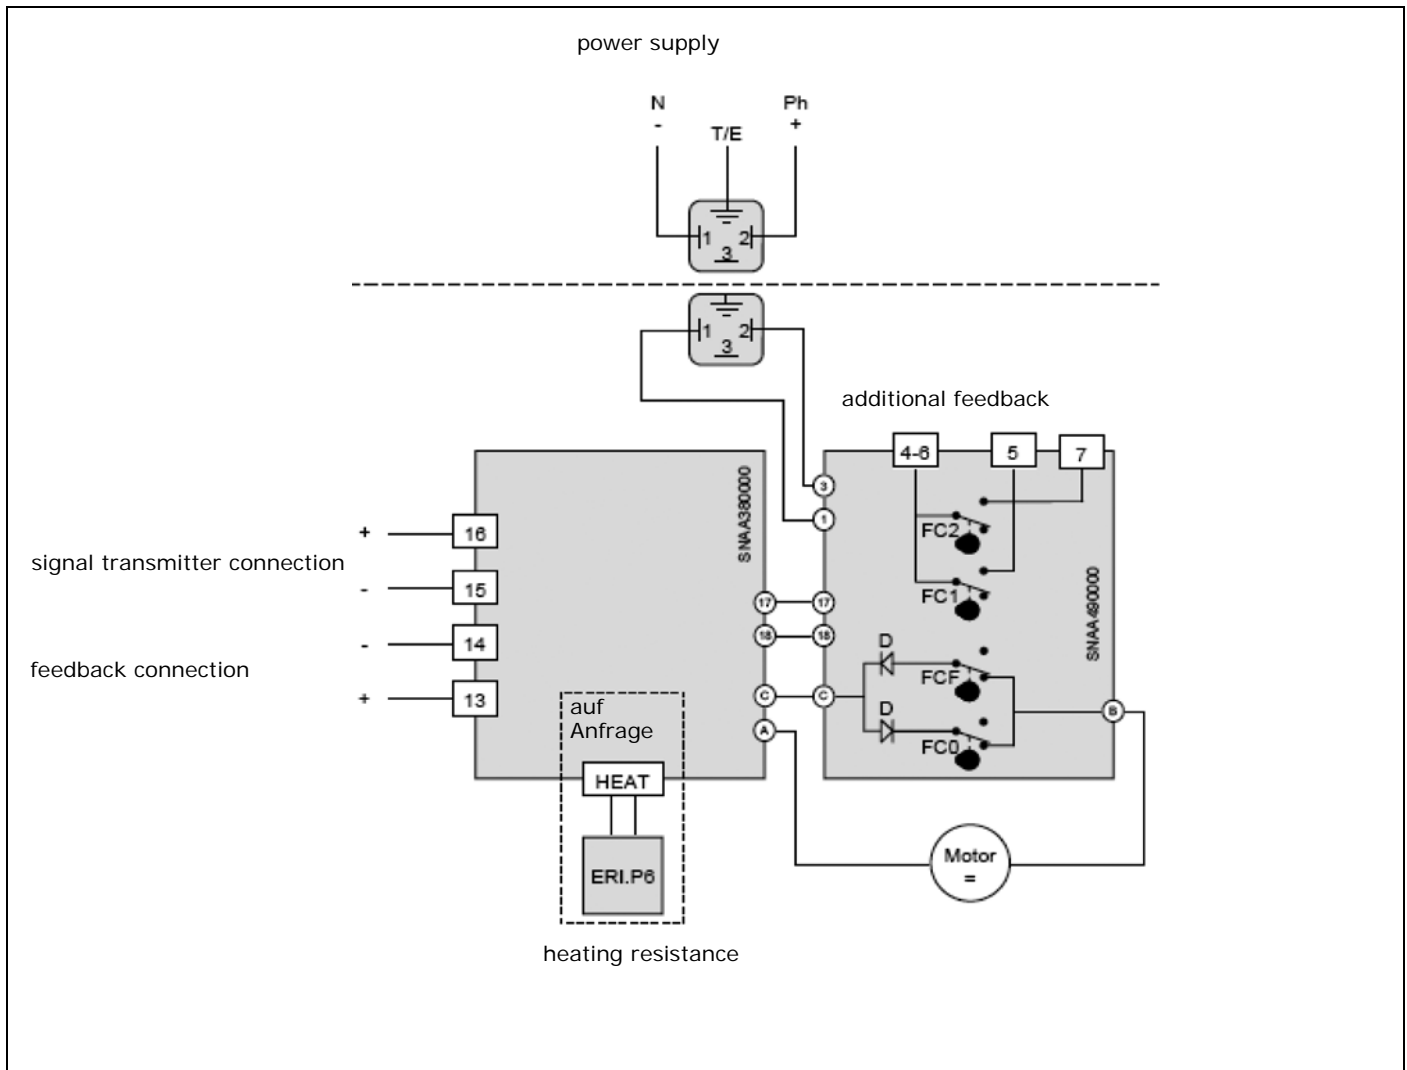 power supply
N
-
T/E
Ph
+
1
2
3
1
2
3
additional feedback
4-6
5
7
SNAA380000
3
1
FC2
FC1
SNAA490000
+
16
signal transmitter connection
-
15
-
14
feedback connection
+
13
17
17
18
18
C
C
A
D
FCF
D
FC0
B
auf
Anfrage
HEAT
ERI.P6
Motor
=
heating resistance